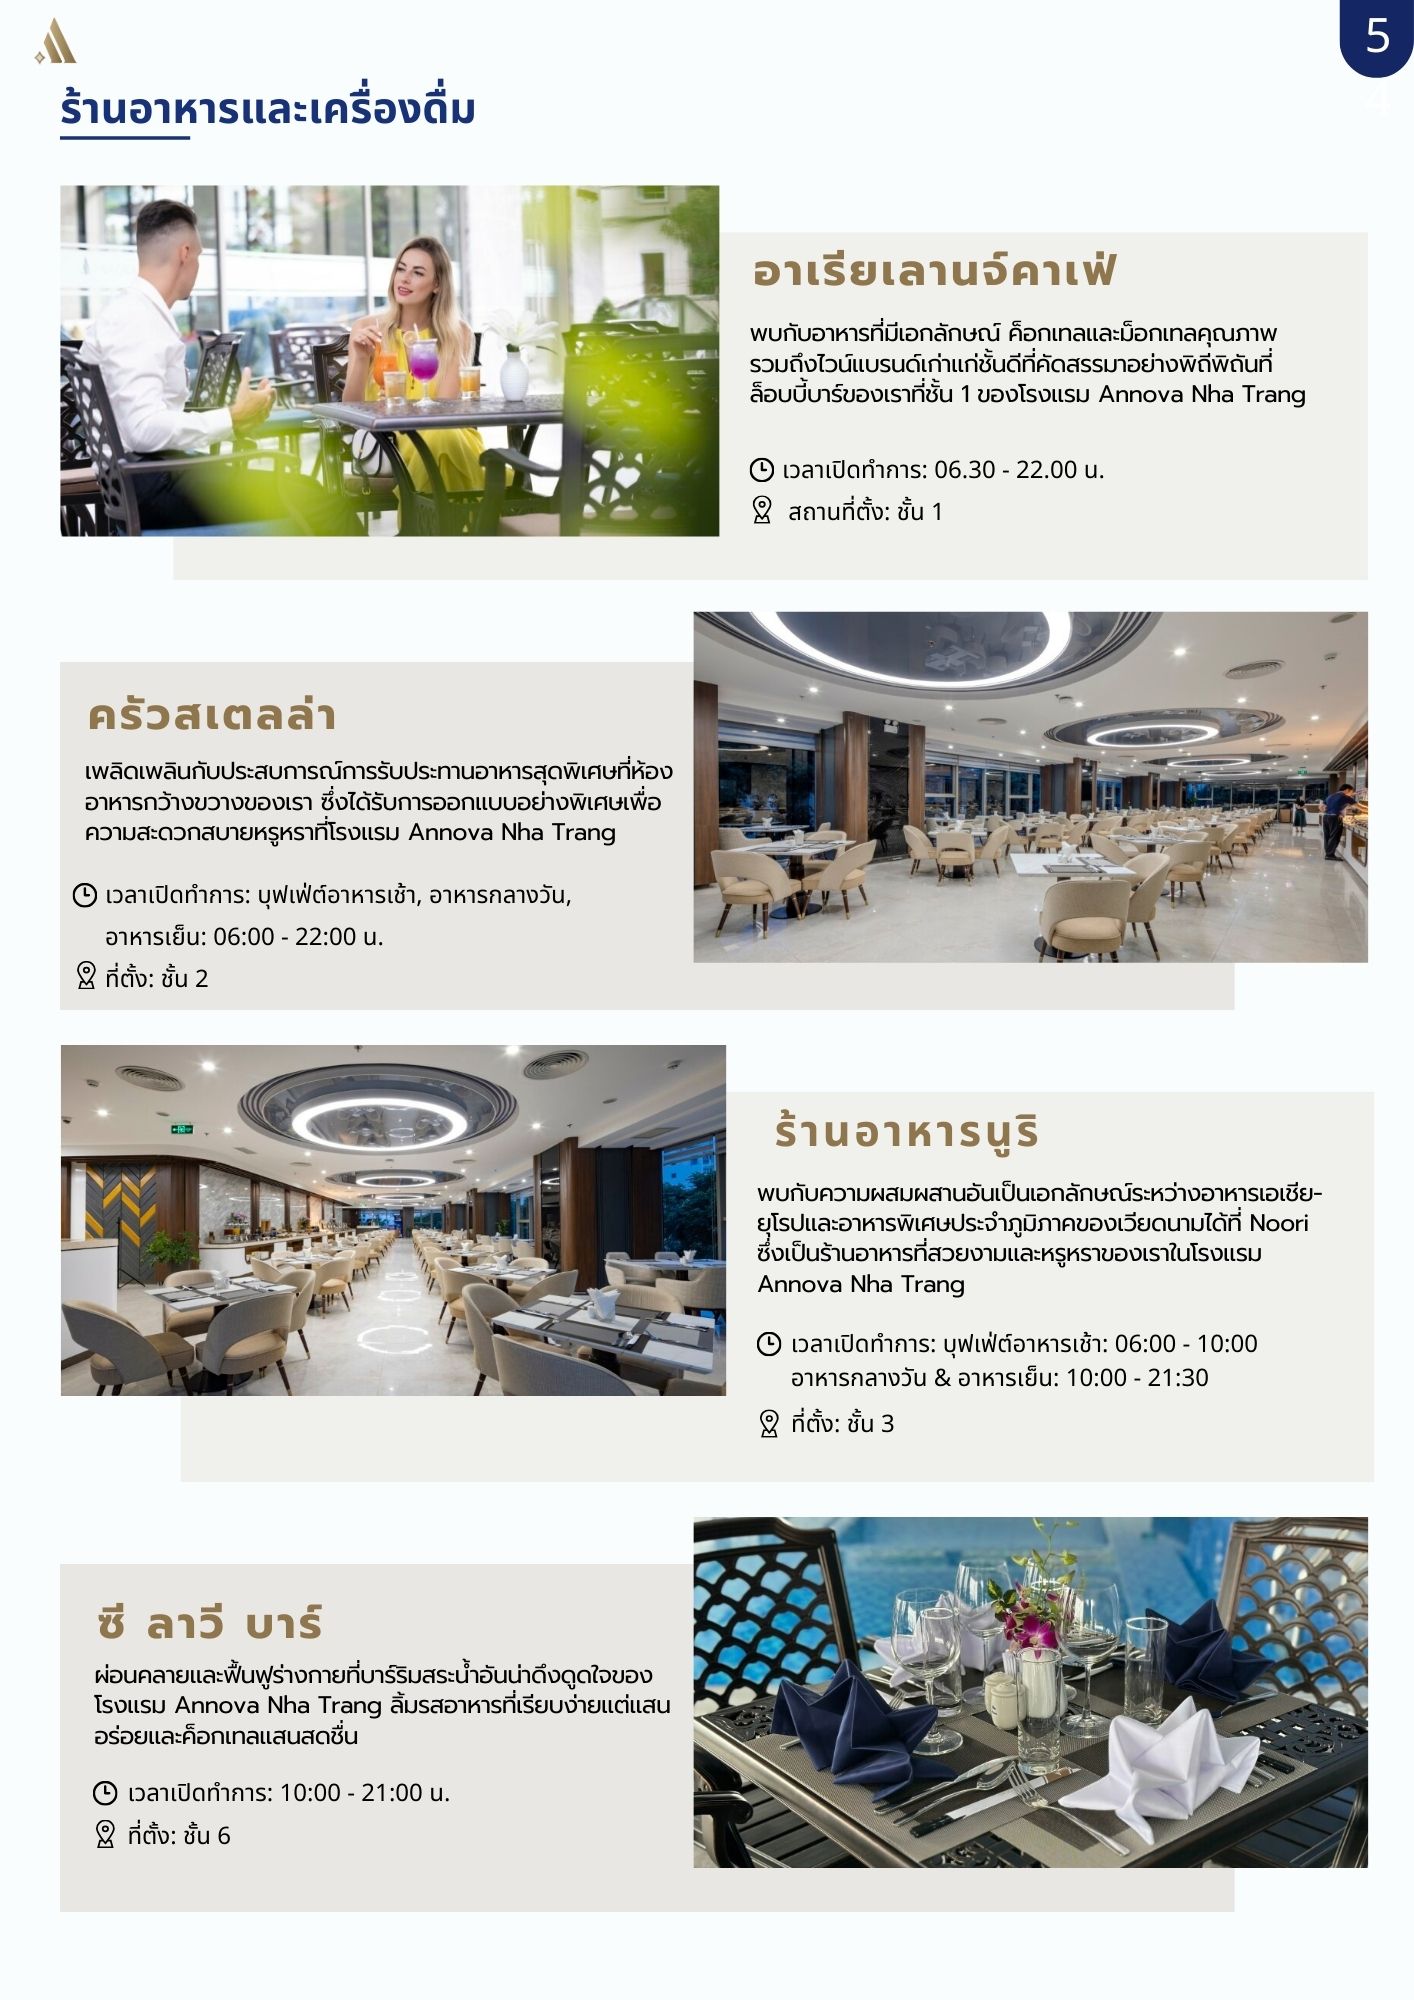 5
4
ร้านอาหารและเครื่องดื่ม
อาเรียเลานจ์คาเฟ่
พบกับอาหารที่มีเอกลักษณ์ ค็อกเทลและม็อกเทลคุณภาพ
รวมถึงไวน์แบรนด์เก่าแก่ชั้นดีที่คัดสรรมาอย่างพิถีพิถันที่
ล็อบบี้บาร์ของเราที่ชั้น 1 ของโรงแรม Annova Nha Trang
เวลาเปิดทำการ: 06.30 - 22.00 น.
สถานที่ตั้ง: ชั้น 1
ครัวสเตลล่า
เพลิดเพลินกับประสบการณ์การรับประทานอาหารสุดพิเศษที่ห้อง
อาหารกว้างขวางของเรา ซึ่งได้รับการออกแบบอย่างพิเศษเพื่อ
ความสะดวกสบายหรูหราที่โรงแรม Annova Nha Trang
เวลาเปิดทำการ: บุฟเฟ่ต์อาหารเช้า, อาหารกลางวัน,
อาหารเย็น: 06:00 - 22:00 น.
ที่ตั้ง: ชั้น 2
ร้านอาหารนูริ
พบกับความผสมผสานอันเป็นเอกลักษณ์ระหว่างอาหารเอเชีย-
ยุโรปและอาหารพิเศษประจำภูมิภาคของเวียดนามได้ที่ Noori
ซึ่งเป็นร้านอาหารที่สวยงามและหรูหราของเราในโรงแรม
Annova Nha Trang
เวลาเปิดทำการ: บุฟเฟ่ต์อาหารเช้า: 06:00 - 10:00
อาหารกลางวัน & อาหารเย็น: 10:00 - 21:30
ที่ตั้ง: ชั้น 3
ซี ลาวี บาร์
ผ่อนคลายและฟื้นฟูร่างกายที่บาร์ริมสระน้ำอันน่าดึงดูดใจของ
โรงแรม Annova Nha Trang ลิ้มรสอาหารที่เรียบง่ายแต่แสน
อร่อยและค็อกเทลแสนสดชื่น
เวลาเปิดทำการ: 10:00 - 21:00 น.
ที่ตั้ง: ชั้น 6